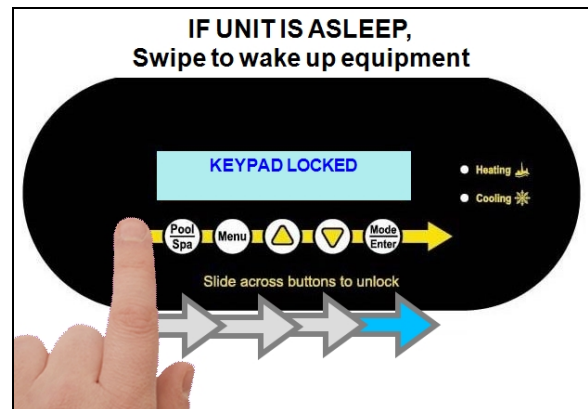 IF UNIT IS ASLEEP,
Swipe to wake up equipment
KEYPAD LOCKED
Heating
Cooling
Pool
Spa
Menu
Mode
Enter
Slide across buttons to unlock